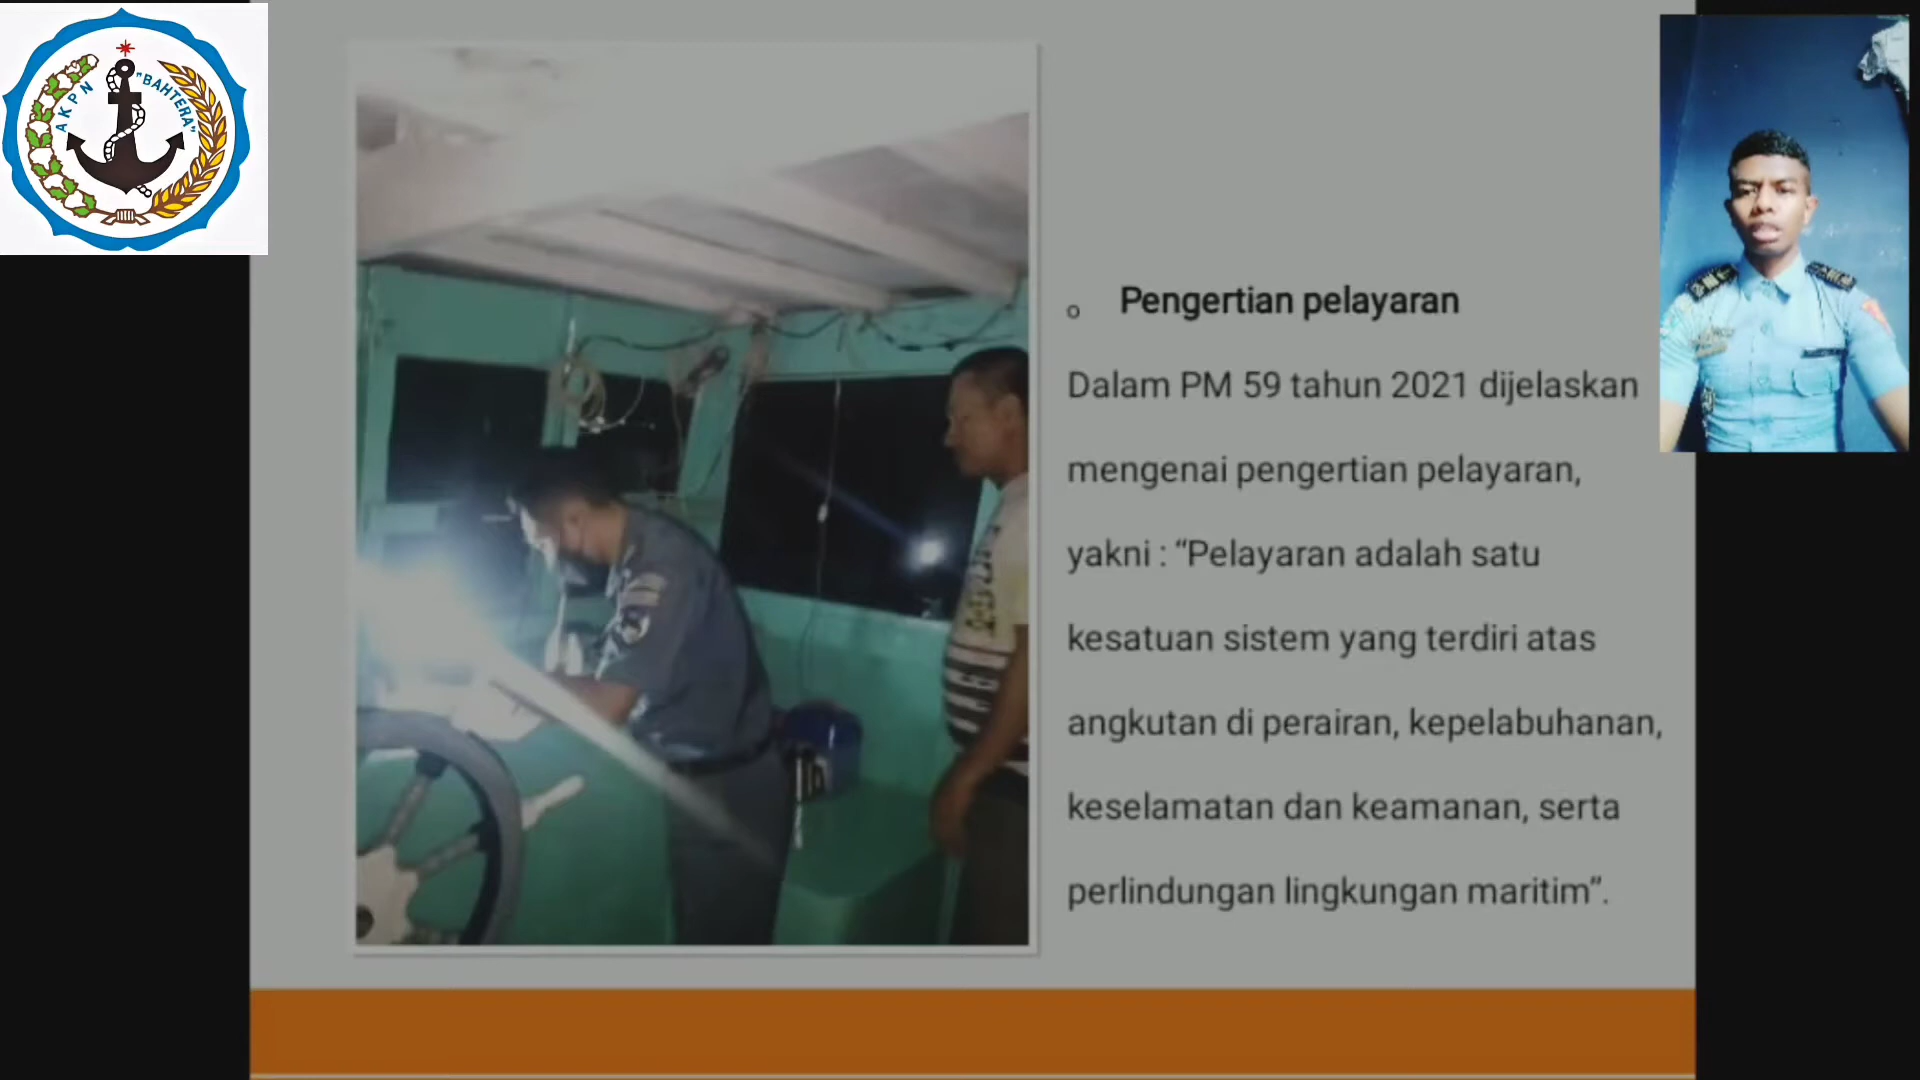 AKPN "BAHTERA"
Pengertian pelayaran
Dalam PM 59 tahun 2021 dijelaskan
mengenai pengertian pelayaran,
yakni : “Pelayaran adalah satu
kesatuan sistem yang terdiri atas
angkutan di perairan, kepelabuhanan,
keselamatan dan keamanan, serta
perlindungan lingkungan maritim”.